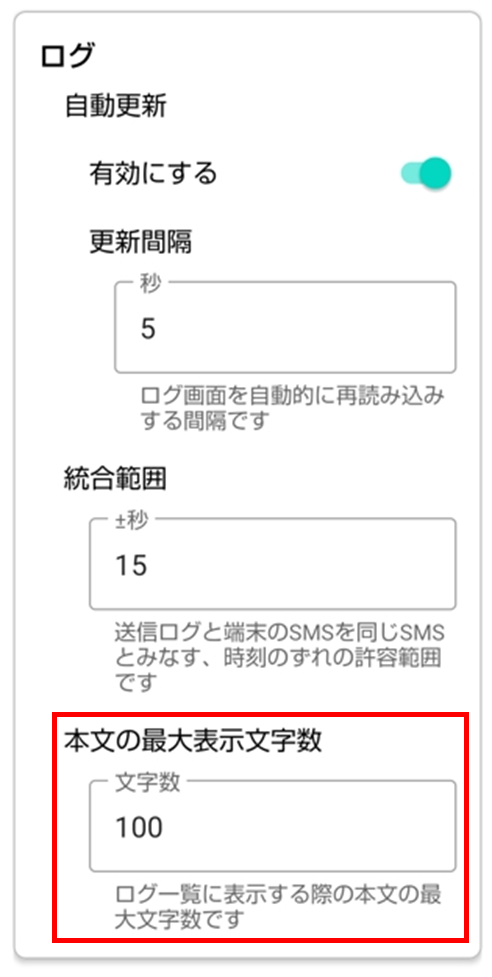 ログ
自動更新
有効にする
更新間隔
秒
5
ログ画面を自動的に再読み込み
する間隔です
統合範囲
±秒
15
送信ログと端末のSMSを同じSMS
とみなす、時刻のずれの許容範囲
です
本文の最大表示文字数
文字数
100
ログ一覧に表示する際の本文の最
大文字数です